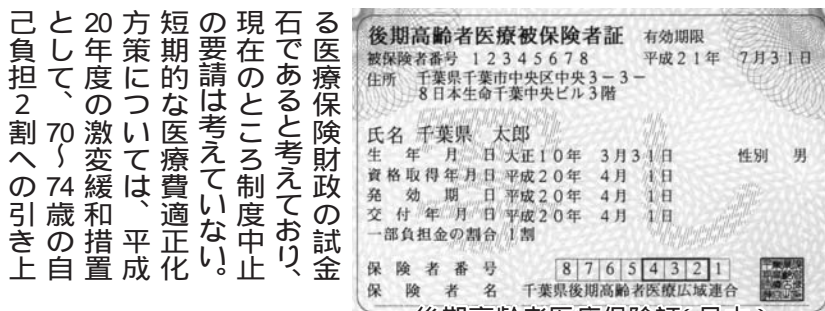 る医療保険財政の試金
石であると考えており、
現在のところ制度中止
の要請は考えていない。
短期的な医療費適正化
方策については、平成
20年度の激変緩和措置
として、70〜74歳の自
己負担2割への引き上
後期高齢者医療被保険者証 有効期限
被保険者番号 12345678 平成21年 7月31日
住所 千葉県千葉市中央区中央3-3-
8日本生命千葉中央ビル3階
氏名 千葉県 太郎
生年月日 大正10年 3月31日 性別 男
資格取得年月日 平成20年 4月 1日
発効期日 平成20年 4月 1日
交付年月日 平成20年 4月 1日
一部負担金の割合 1割
保険者番号 87654321
保険者名 千葉県後期高齢者医療広域連合